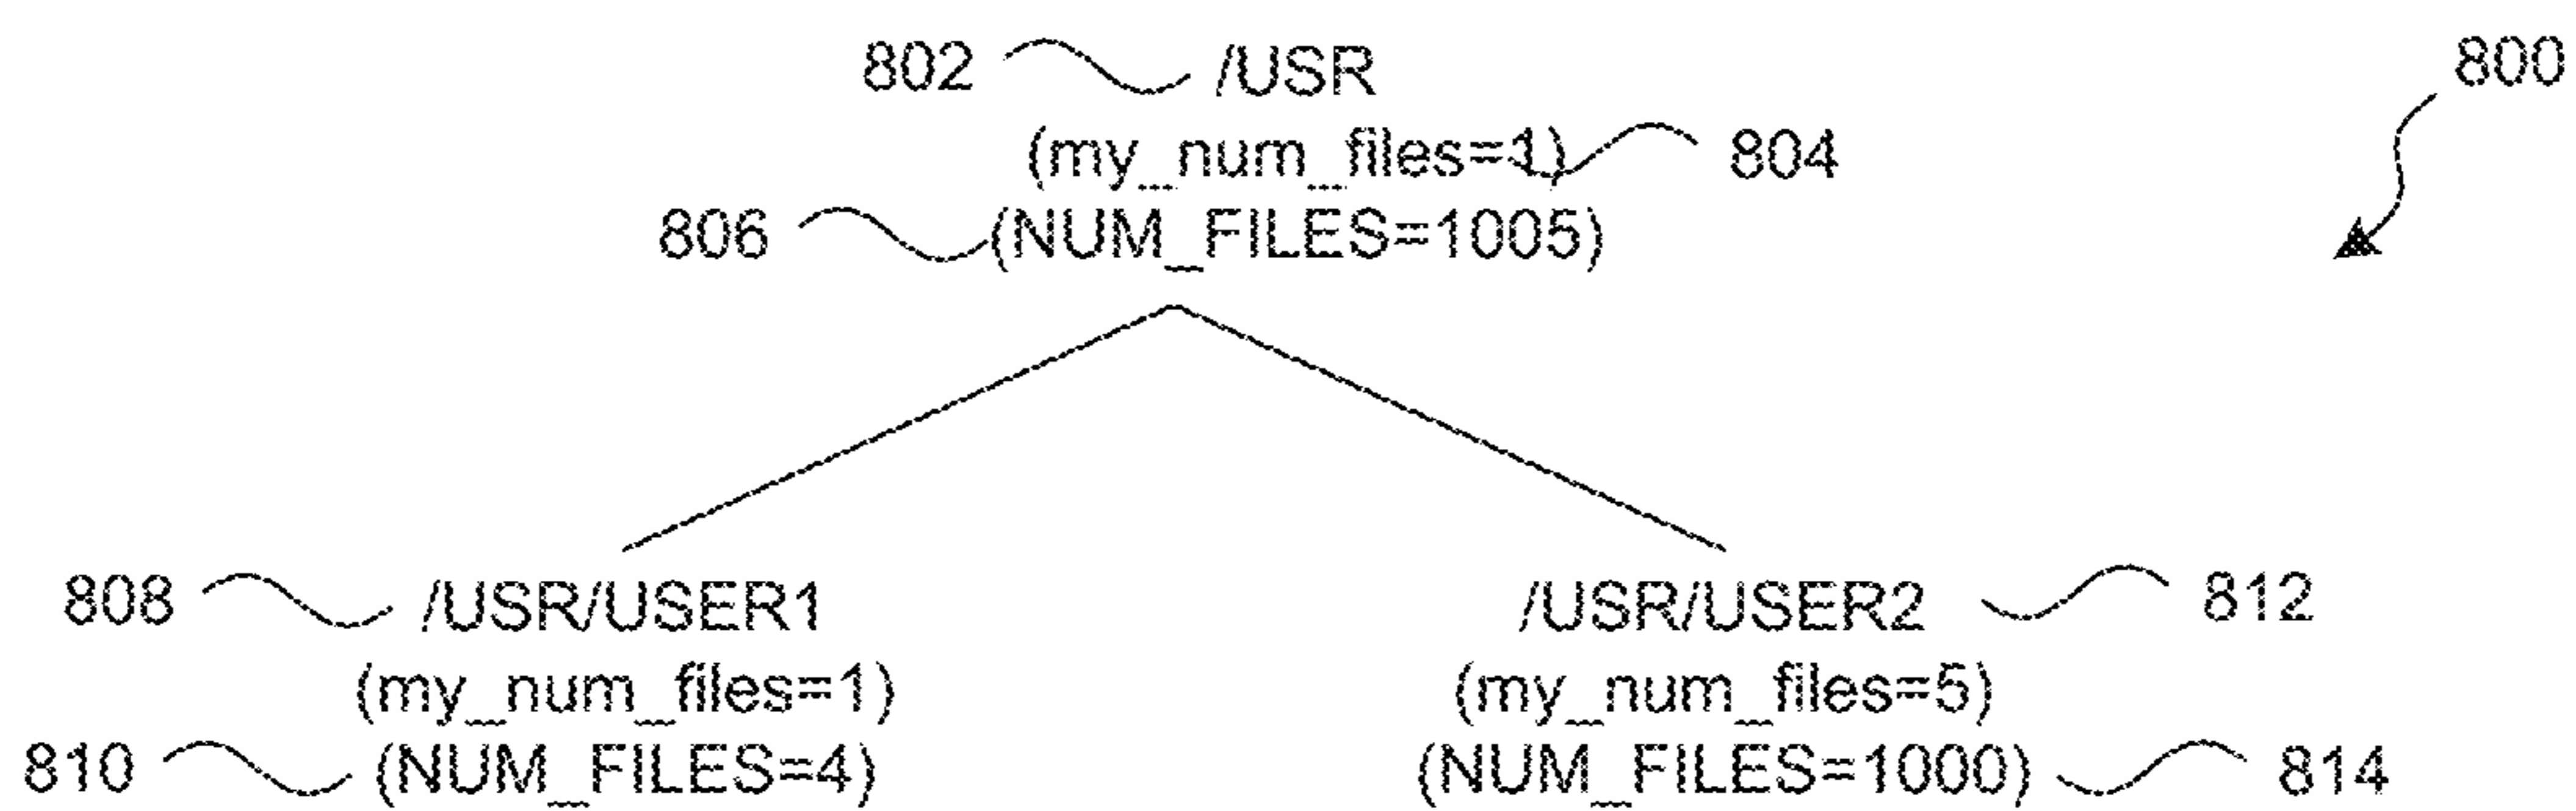 802 /USR 800
(my_num_files=1) 804
806 (NUM_FILES=1005)
808 /USR/USER1 /USR/USER2 812
(my_num_files=1) (my_num_files=5)
810 (NUM_FILES=4) (NUM_FILES=1000) 814